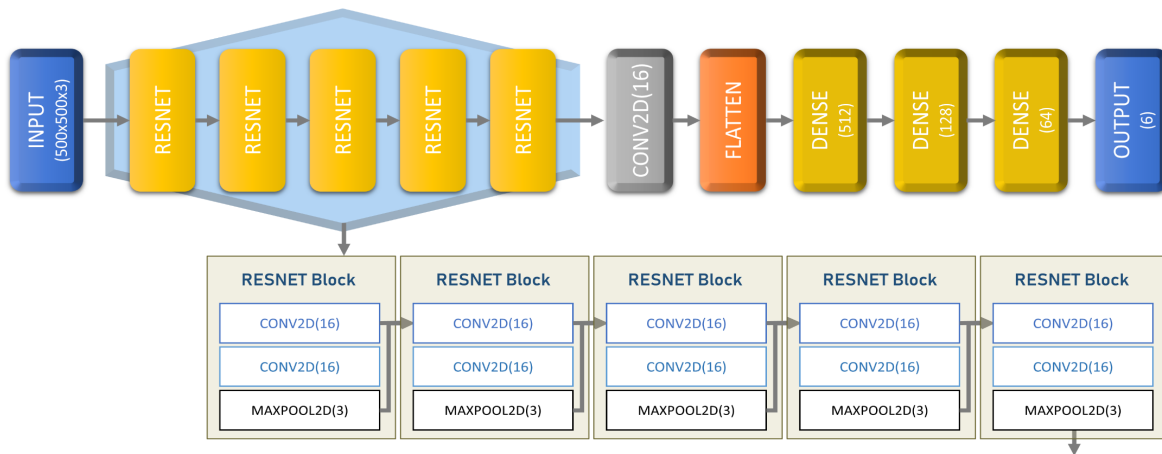 INPUT
(500x500x3)
RESNET
RESNET
RESNET
RESNET
RESNET
CONV2D(16)
FLATTEN
DENSE
(512)
DENSE
(128)
DENSE
(64)
OUTPUT
(6)
RESNET Block
CONV2D(16)
CONV2D(16)
MAXPOOL2D(3)
RESNET Block
CONV2D(16)
CONV2D(16)
MAXPOOL2D(3)
RESNET Block
CONV2D(16)
CONV2D(16)
MAXPOOL2D(3)
RESNET Block
CONV2D(16)
CONV2D(16)
MAXPOOL2D(3)
RESNET Block
CONV2D(16)
CONV2D(16)
MAXPOOL2D(3)